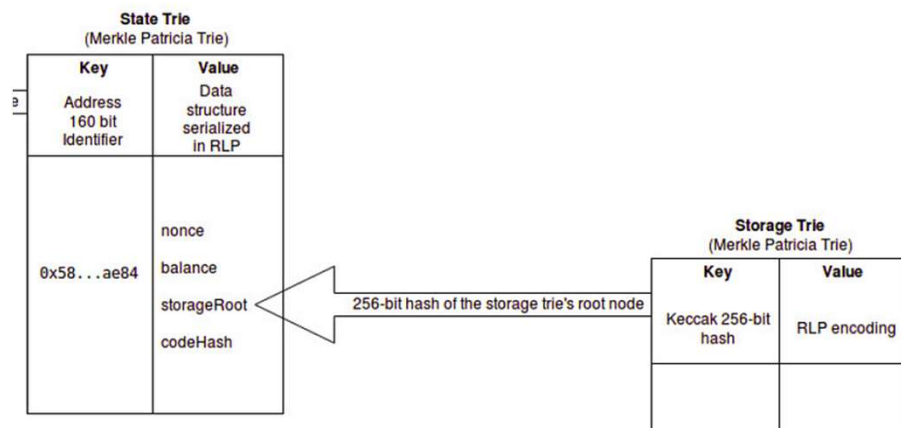 State Trie
(Merkle Patricia Trie)
Key
Value
Address
160 bit
Identifier
Data
structure
serialized
in RLP
e
0x58...ae84
nonce
balance
storageRoot
codeHash
256-bit hash of the storage trie's root node
Storage Trie
(Merkle Patricia Trie)
Key
Value
Keccak 256-bit
hash
RLP encoding